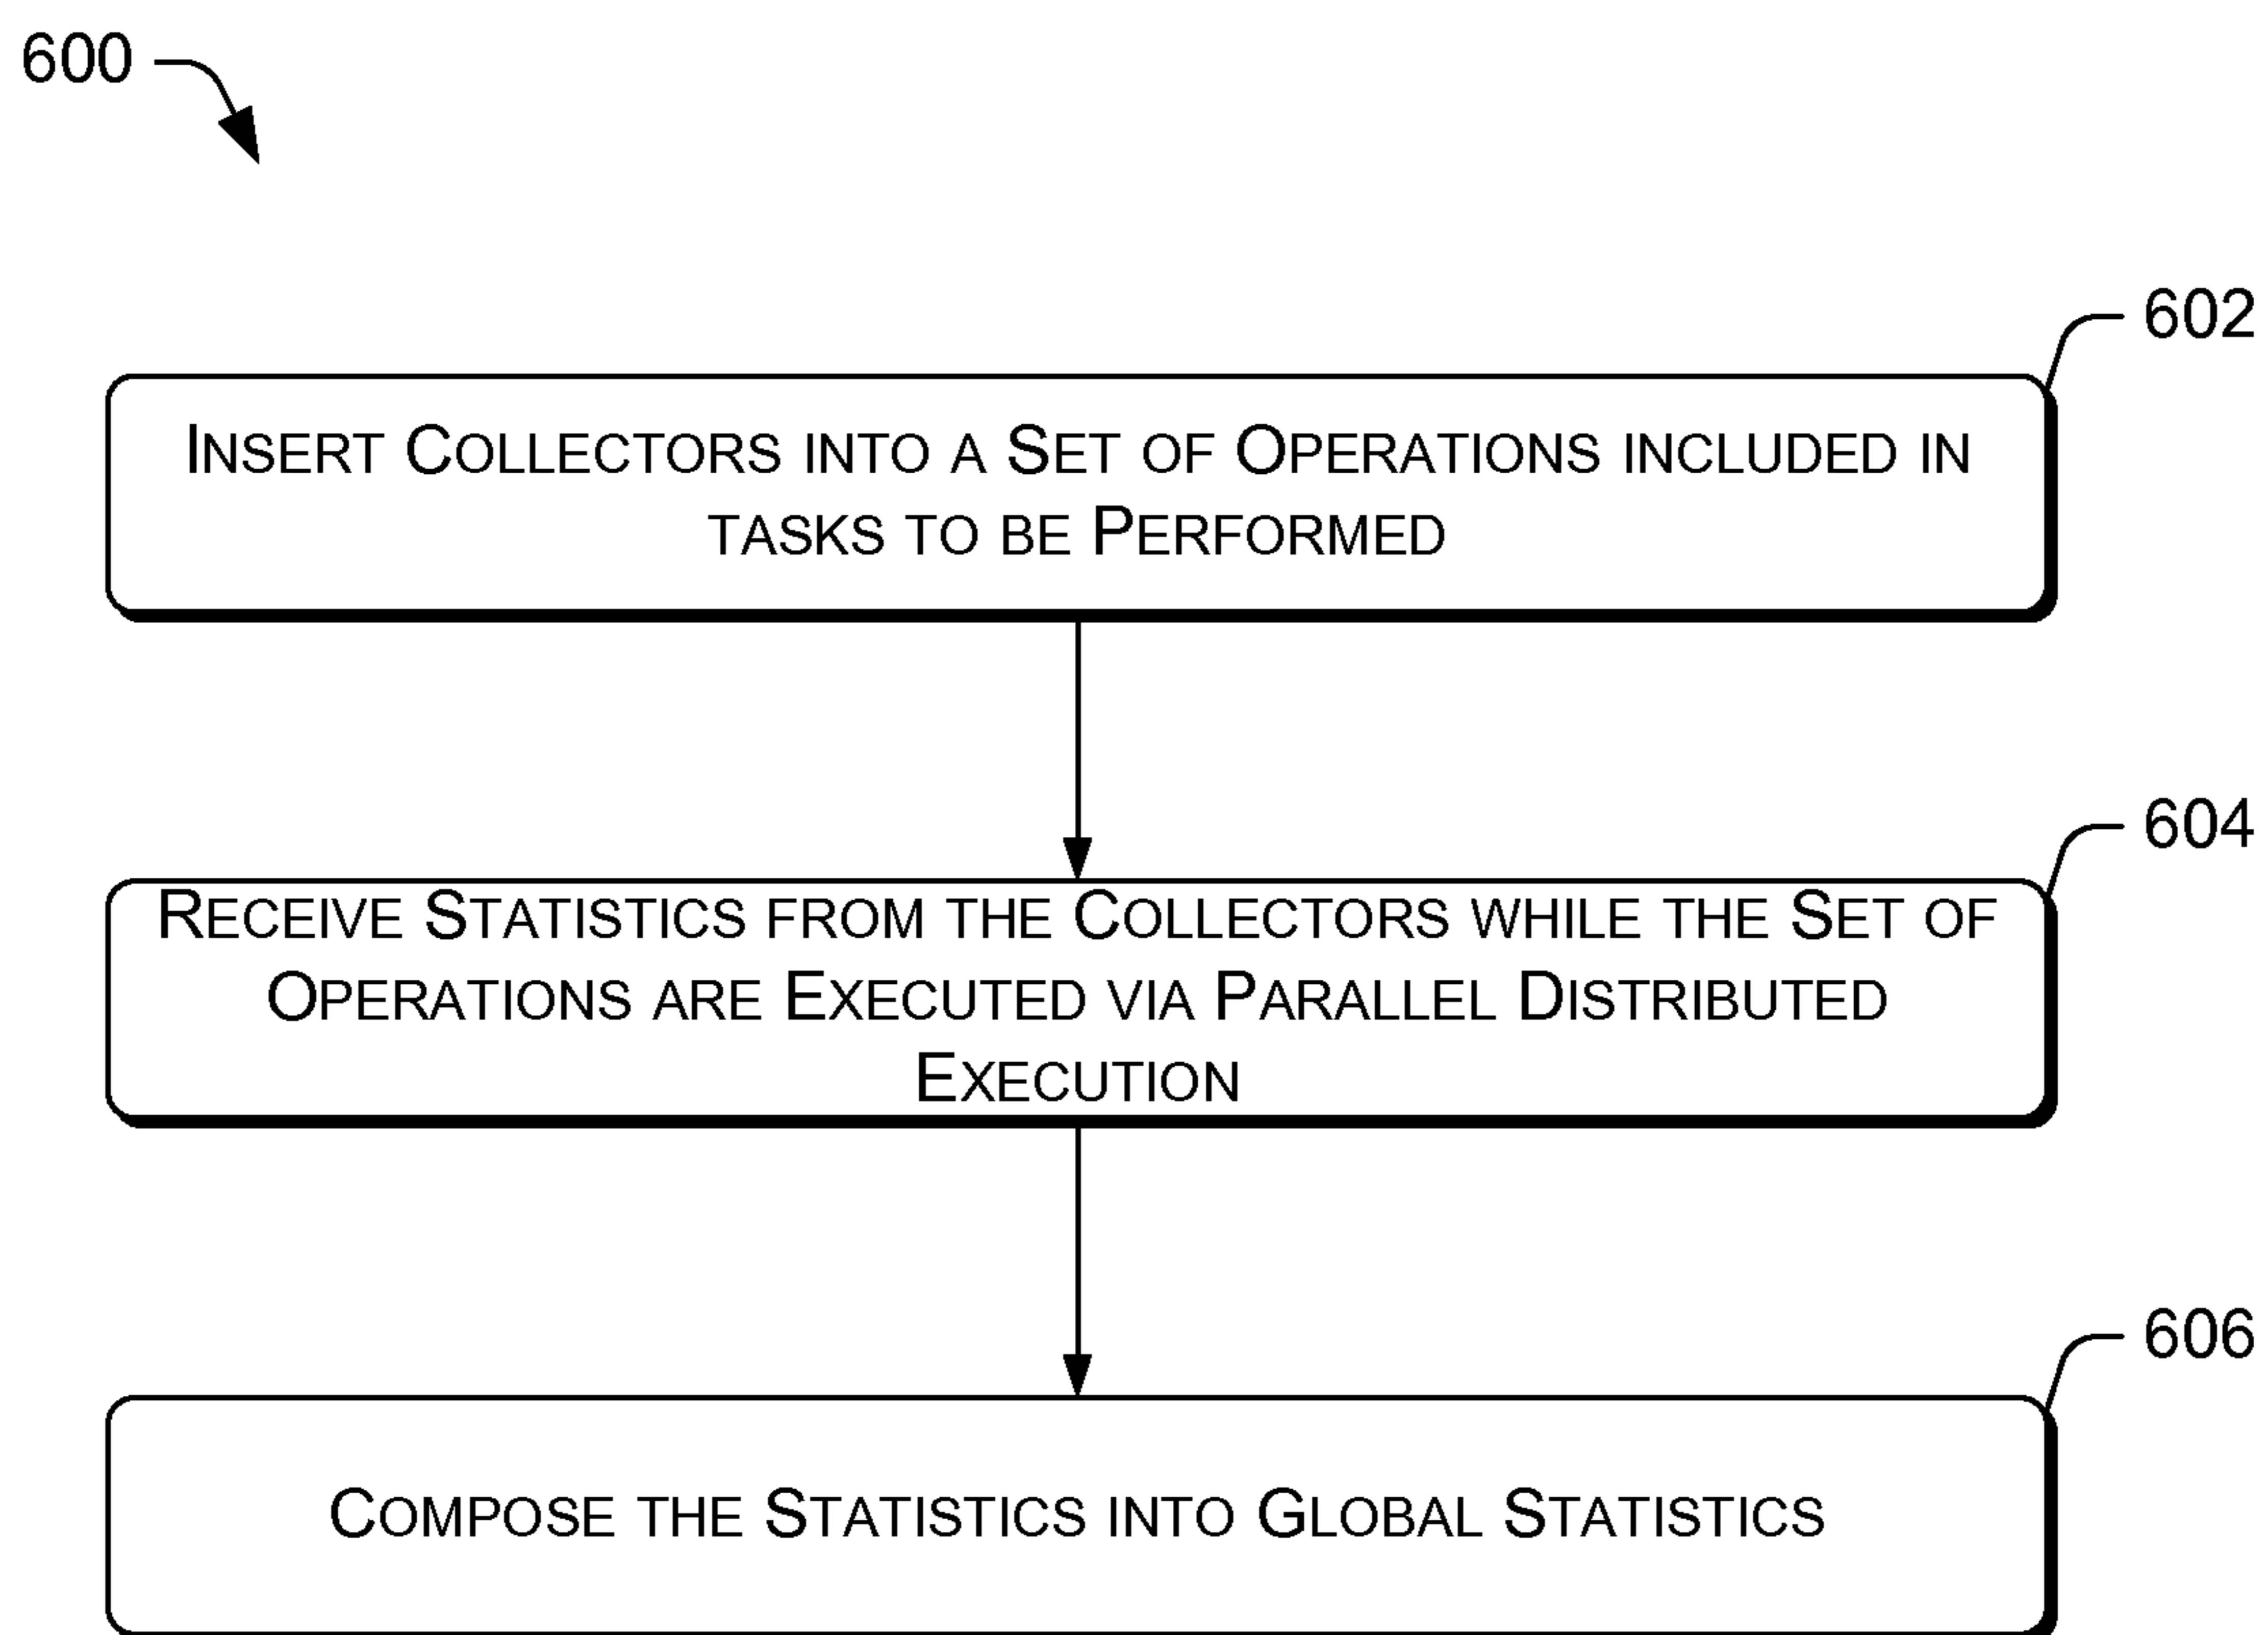 600
602
INSERT COLLECTORS INTO A SET OF OPERATIONS INCLUDED IN
TASKS TO BE PERFORMED
604
RECEIVE STATISTICS FROM THE COLLECTORS WHILE THE SET OF
OPERATIONS ARE EXECUTED VIA PARALLEL DISTRIBUTED
EXECUTION
606
COMPOSE THE STATISTICS INTO GLOBAL STATISTICS